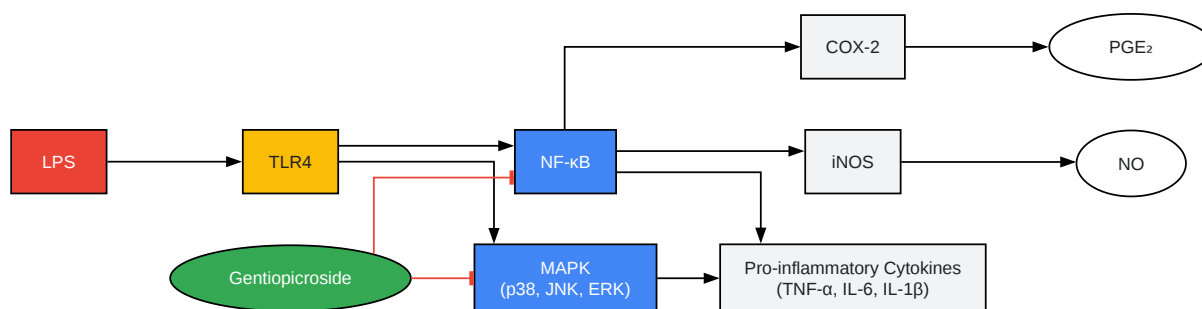 COX-2
PGE₂
LPS
TLR4
NF-κB
iNOS
NO
Gentiopicroside
MAPK
(p38, JNK, ERK)
Pro-inflammatory Cytokines
(TNF-α, IL-6, IL-1β)